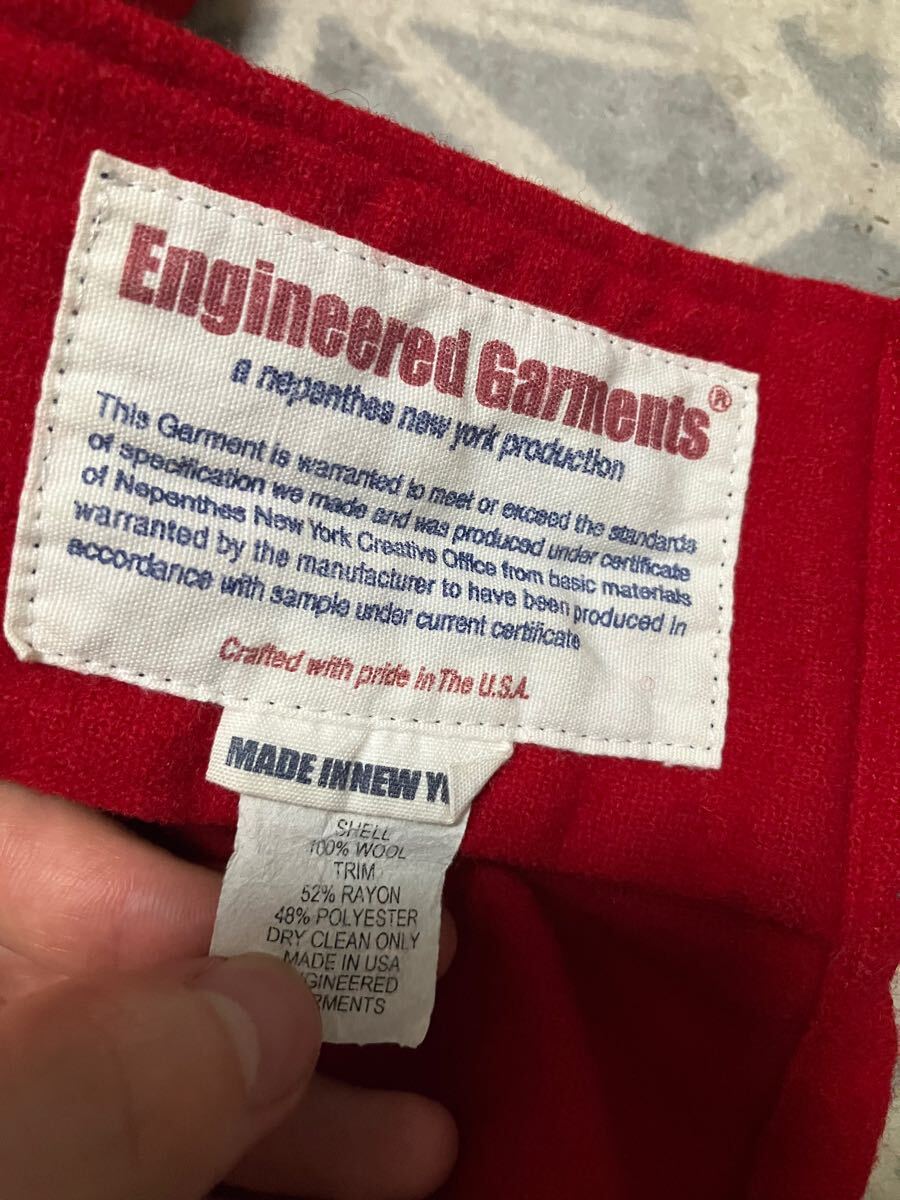 Engineered Garments®
a nepenthes new york production
This Garment is warranted to meet or exceed the standards
of specification we made and was produced under certificate
of Nepenthes New York Creative Office from basic materials
warranted by the manufacturer to have been produced in
accordance with sample under current certificate
Crafted with pride in The U.S.A.
MADE IN NEW
SHELL
100% WOOL
TRIM
52% RAYON
48% POLYESTER
DRY CLEAN ONLY
MADE IN USA
GINEERED
RMENTS